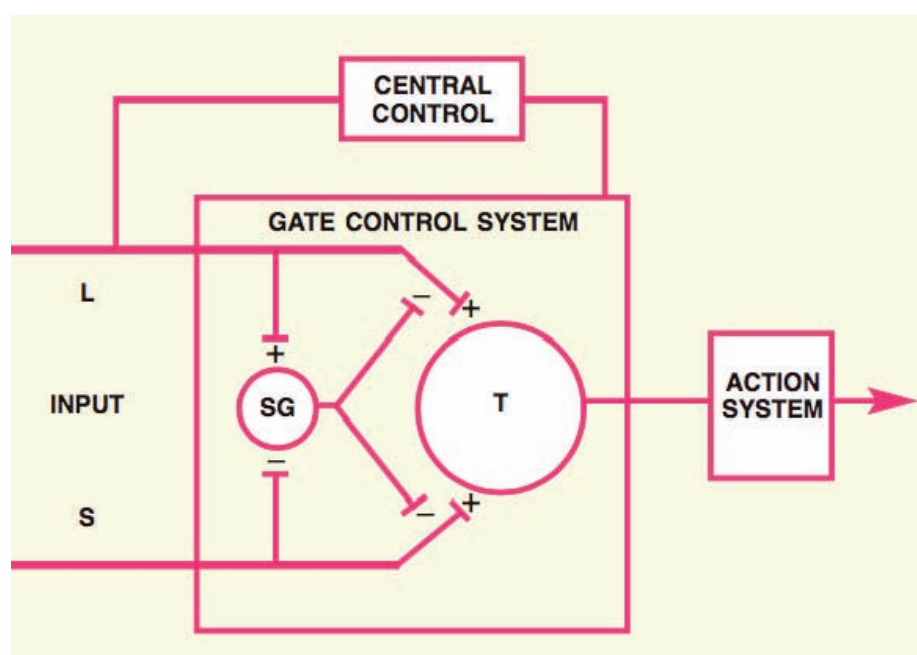 CENTRAL
CONTROL
GATE CONTROL SYSTEM
L
–
+
+
INPUT
SG
T
ACTION
SYSTEM
–
+
–
S